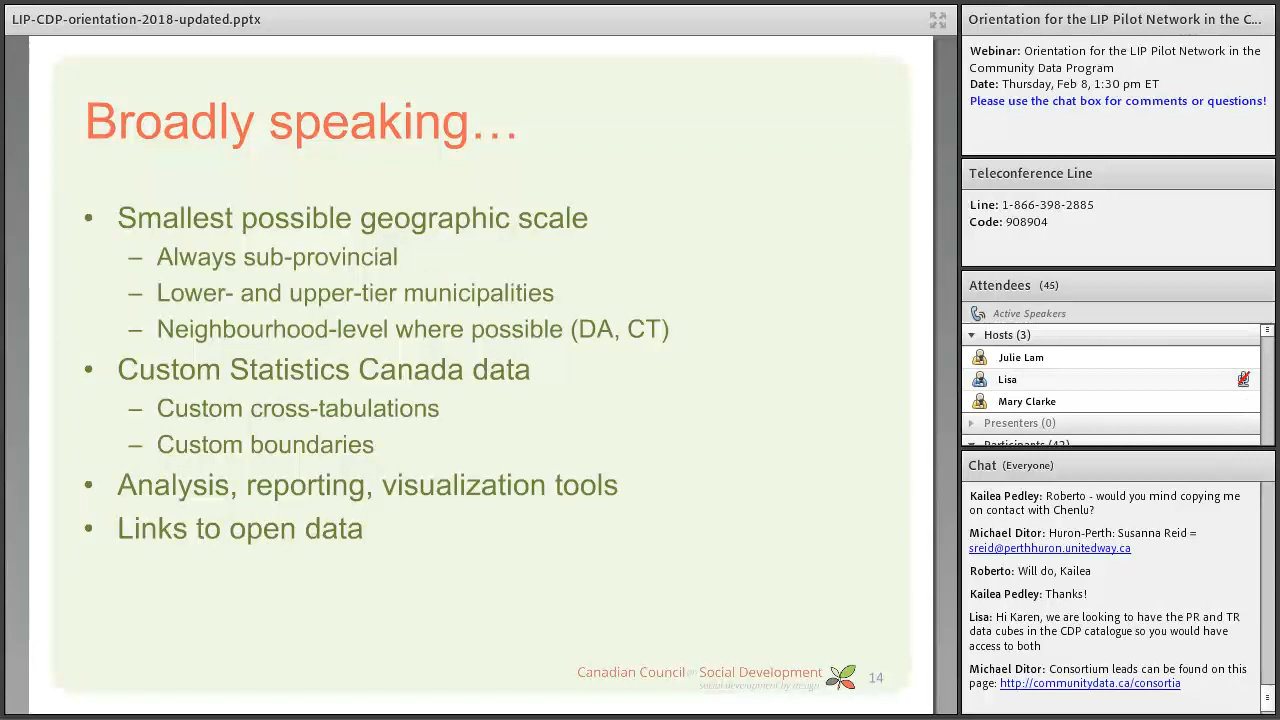 LIP-CDP-orientation-2018-updated.pptx
Broadly speaking…
• Smallest possible geographic scale
– Always sub-provincial
– Lower- and upper-tier municipalities
– Neighbourhood-level where possible (DA, CT)
• Custom Statistics Canada data
– Custom cross-tabulations
– Custom boundaries
• Analysis, reporting, visualization tools
• Links to open data
Canadian Council on Social Development
social development by design
14
Orientation for the LIP Pilot Network in the C...
Webinar: Orientation for the LIP Pilot Network in the
Community Data Program
Date: Thursday, Feb 8, 1:30 pm ET
Please use the chat box for comments or questions!
Teleconference Line
Line: 1-866-398-2885
Code: 908904
Attendees (45)
Active Speakers
Hosts (3)
Julie Lam
Lisa
Mary Clarke
Presenters (0)
Participants (42)
Chat (Everyone)
Kailea Pedley: Roberto - would you mind copying me
on contact with Chenlu?
Michael Ditor: Huron-Perth: Susanna Reid =
sreid@perthhuron.unitedway.ca
Roberto: Will do, Kailea
Kailea Pedley: Thanks!
Lisa: Hi Karen, we are looking to have the PR and TR
data cubes in the CDP catalogue so you would have
access to both
Michael Ditor: Consortium leads can be found on this
page: http://communitydata.ca/consortia